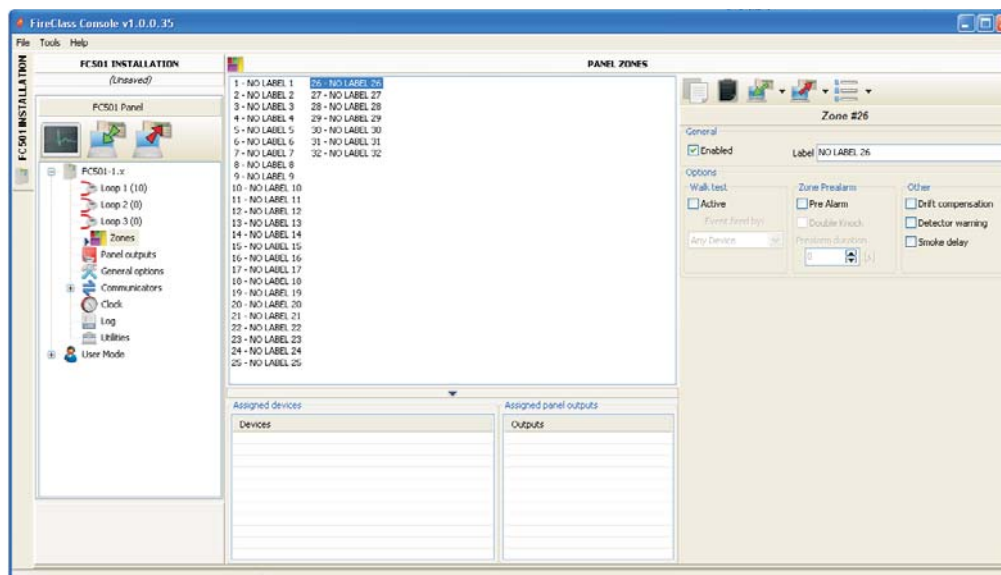 FireClass Console v1.0.0.35
File Tools Help
FC501 INSTALLATION
FC501 INSTALLATION
(Unsaved)
FC501 Panel
FC501-1.x
Loop 1 (10)
Loop 2 (0)
Loop 3 (0)
Zones
Panel outputs
General options
Communicators
Clock
Log
Utilities
User Mode
PANEL ZONES
1 - NO LABEL 1
2 - NO LABEL 2
3 - NO LABEL 3
4 - NO LABEL 4
5 - NO LABEL 5
6 - NO LABEL 6
7 - NO LABEL 7
8 - NO LABEL 8
9 - NO LABEL 9
10 - NO LABEL 10
11 - NO LABEL 11
12 - NO LABEL 12
13 - NO LABEL 13
14 - NO LABEL 14
15 - NO LABEL 15
16 - NO LABEL 16
17 - NO LABEL 17
18 - NO LABEL 18
19 - NO LABEL 19
20 - NO LABEL 20
21 - NO LABEL 21
22 - NO LABEL 22
23 - NO LABEL 23
24 - NO LABEL 24
25 - NO LABEL 25
26 - NO LABEL 26
27 - NO LABEL 27
28 - NO LABEL 28
29 - NO LABEL 29
30 - NO LABEL 30
31 - NO LABEL 31
32 - NO LABEL 32
Assigned devices
Devices
Assigned panel outputs
Outputs
Zone #26
General
Enabled
Label NO LABEL 26
Options
Walk test
Active
Event fired by:
Any Device
Zone Prealarm
Pre Alarm
Double Knock
Prealarm duration
0 [s]
Other
Drift compensation
Detector warning
Smoke delay